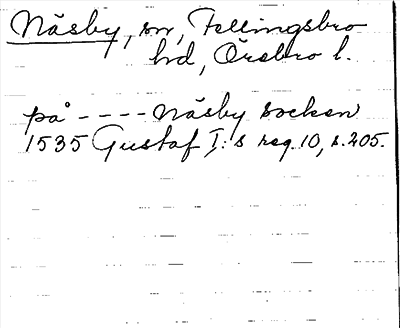 Näsby, sn, Fellingsbro
hd, Örebro l.
på ---- Näsby socken
1535 Gustaf I:s reg. 10, s. 205.